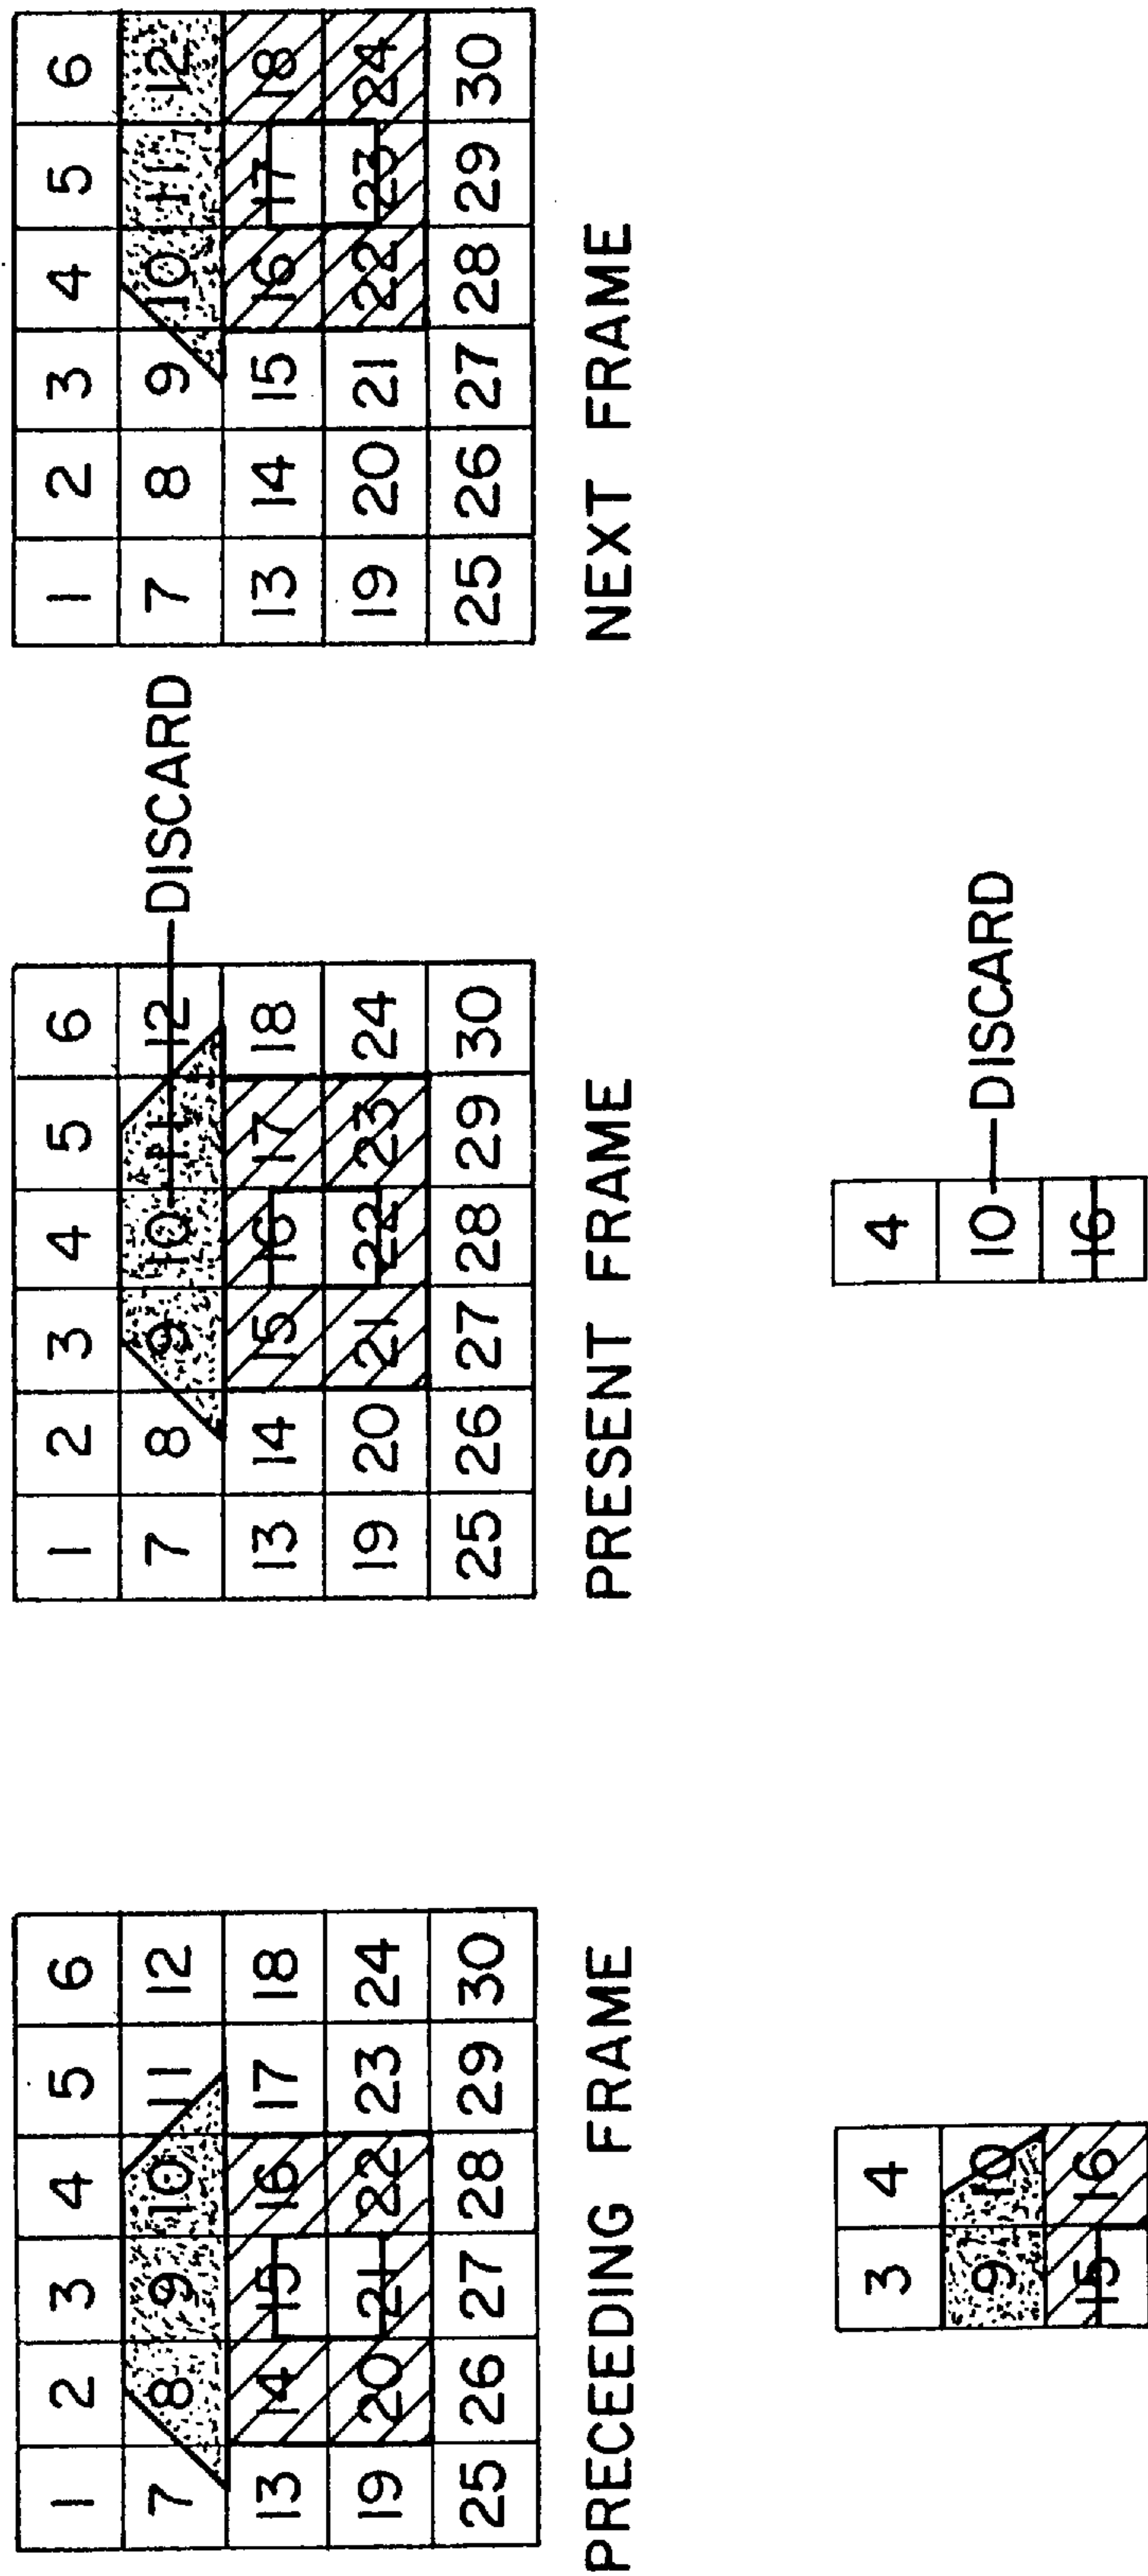 1 2 3 4 5 6
7 8 9 10 11 12
13 14 15 16 17 18
19 20 21 22 23 24
25 26 27 28 29 30
PRECEEDING FRAME
1 2 3 4 5 6
7 8 9 10 11 12
DISCARD
13 14 15 16 17 18
19 20 21 22 23 24
25 26 27 28 29 30
PRESENT FRAME
1 2 3 4 5 6
7 8 9 10 11 12
13 14 15 16 17 18
19 20 21 22 23 24
25 26 27 28 29 30
NEXT FRAME
3 4
9 10
15 16
4
10
DISCARD
16